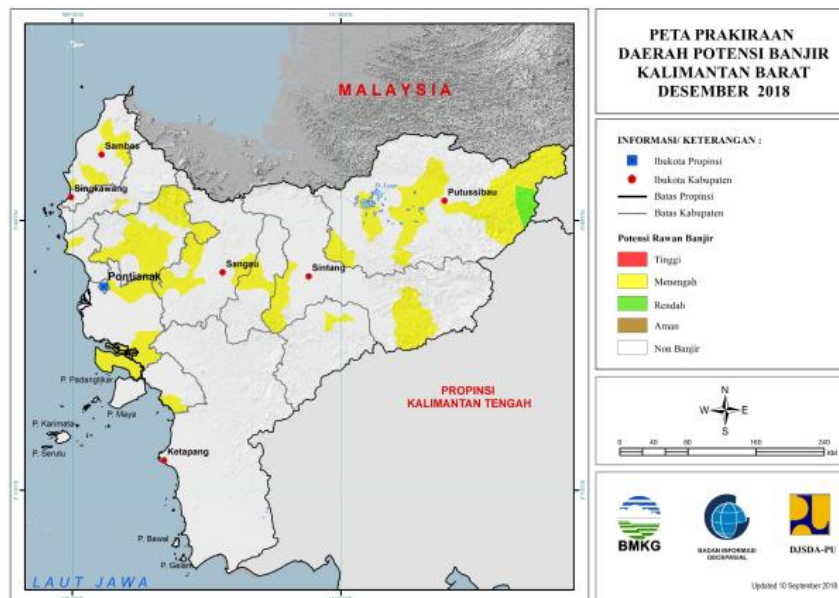 PETA PRAKIRAAN
DAERAH POTENSI BANJIR
KALIMANTAN BARAT
DESEMBER 2018
INFORMASI/ KETERANGAN :
Ibukota Propinsi
Ibukota Kabupaten
Batas Propinsi
Batas Kabupaten
Potensi Rawan Banjir
Tinggi
Menengah
Rendah
Aman
Non Banjir
N
W E
S
0 40 80 160 240
KM
BMKG
BADAN INFORMASI
GEOSPASIAL
DJSDA-PU
Updated 10 September 2018
MALAYSIA
Sambas
Singkawang
Putussibau
Sangau
Sintang
Pontianak
P. Padangtikar
P. Maya
P. Karimata
P. Serutu
PROPINSI
KALIMANTAN TENGAH
Ketapang
P. Bawal
P. Gelam
LAUT JAWA